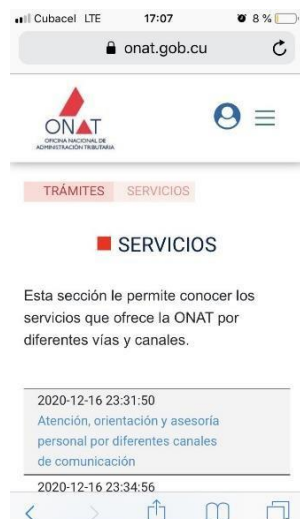 Cubacel LTE 17:07 8 %
onat.gob.cu
ONAT
OFICINA NACIONAL DE
ADMINISTRACIÓN TRIBUTARIA
TRÁMITES SERVICIOS
SERVICIOS
Esta sección le permite conocer los
servicios que ofrece la ONAT por
diferentes vías y canales.
2020-12-16 23:31:50
Atención, orientación y asesoría
personal por diferentes canales
de comunicación
2020-12-16 23:34:56